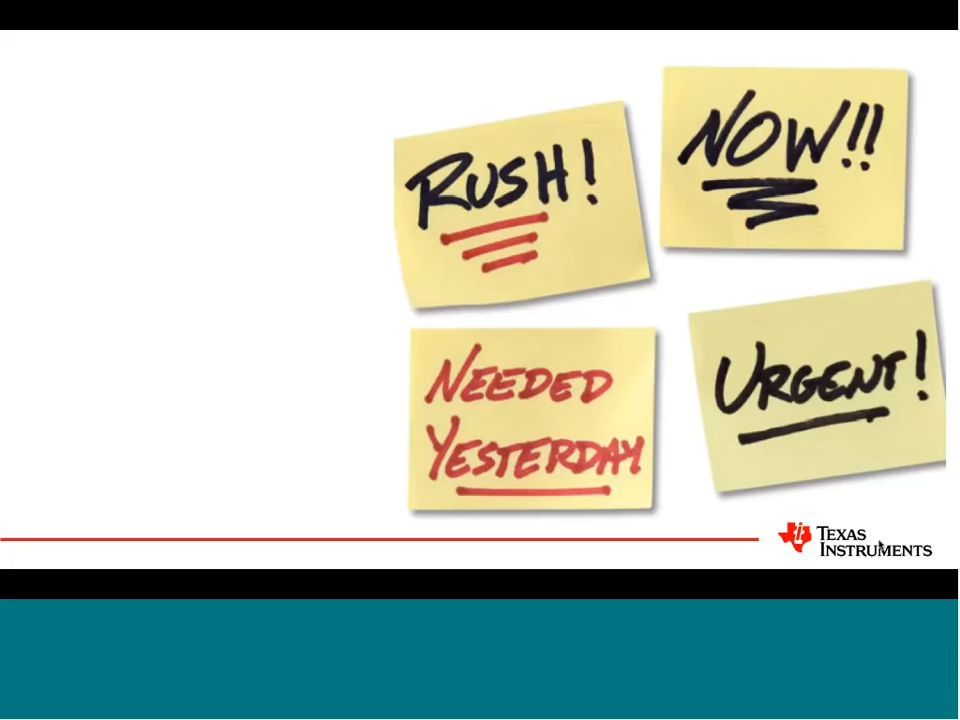 RUSH!
NOW!!
NEEDED
YESTERDAY
URGENT!
TEXAS
INSTRUMENTS